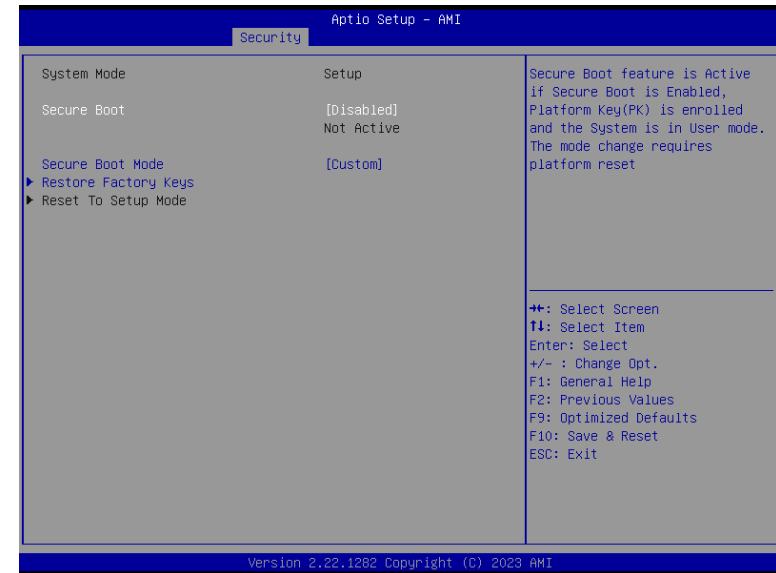 Aptio Setup - AMI
Security
System Mode Setup
Secure Boot [Disabled]
Not Active
Secure Boot Mode [Custom]
Restore Factory Keys
Reset To Setup Mode
Secure Boot feature is Active
if Secure Boot is Enabled,
Platform Key(PK) is enrolled
and the System is in User mode.
The mode change requires
platform reset
→←: Select Screen
↑↓: Select Item
Enter: Select
+/- : Change Opt.
F1: General Help
F2: Previous Values
F9: Optimized Defaults
F10: Save & Reset
ESC: Exit
Version 2.22.1282 Copyright (C) 2023 AMI